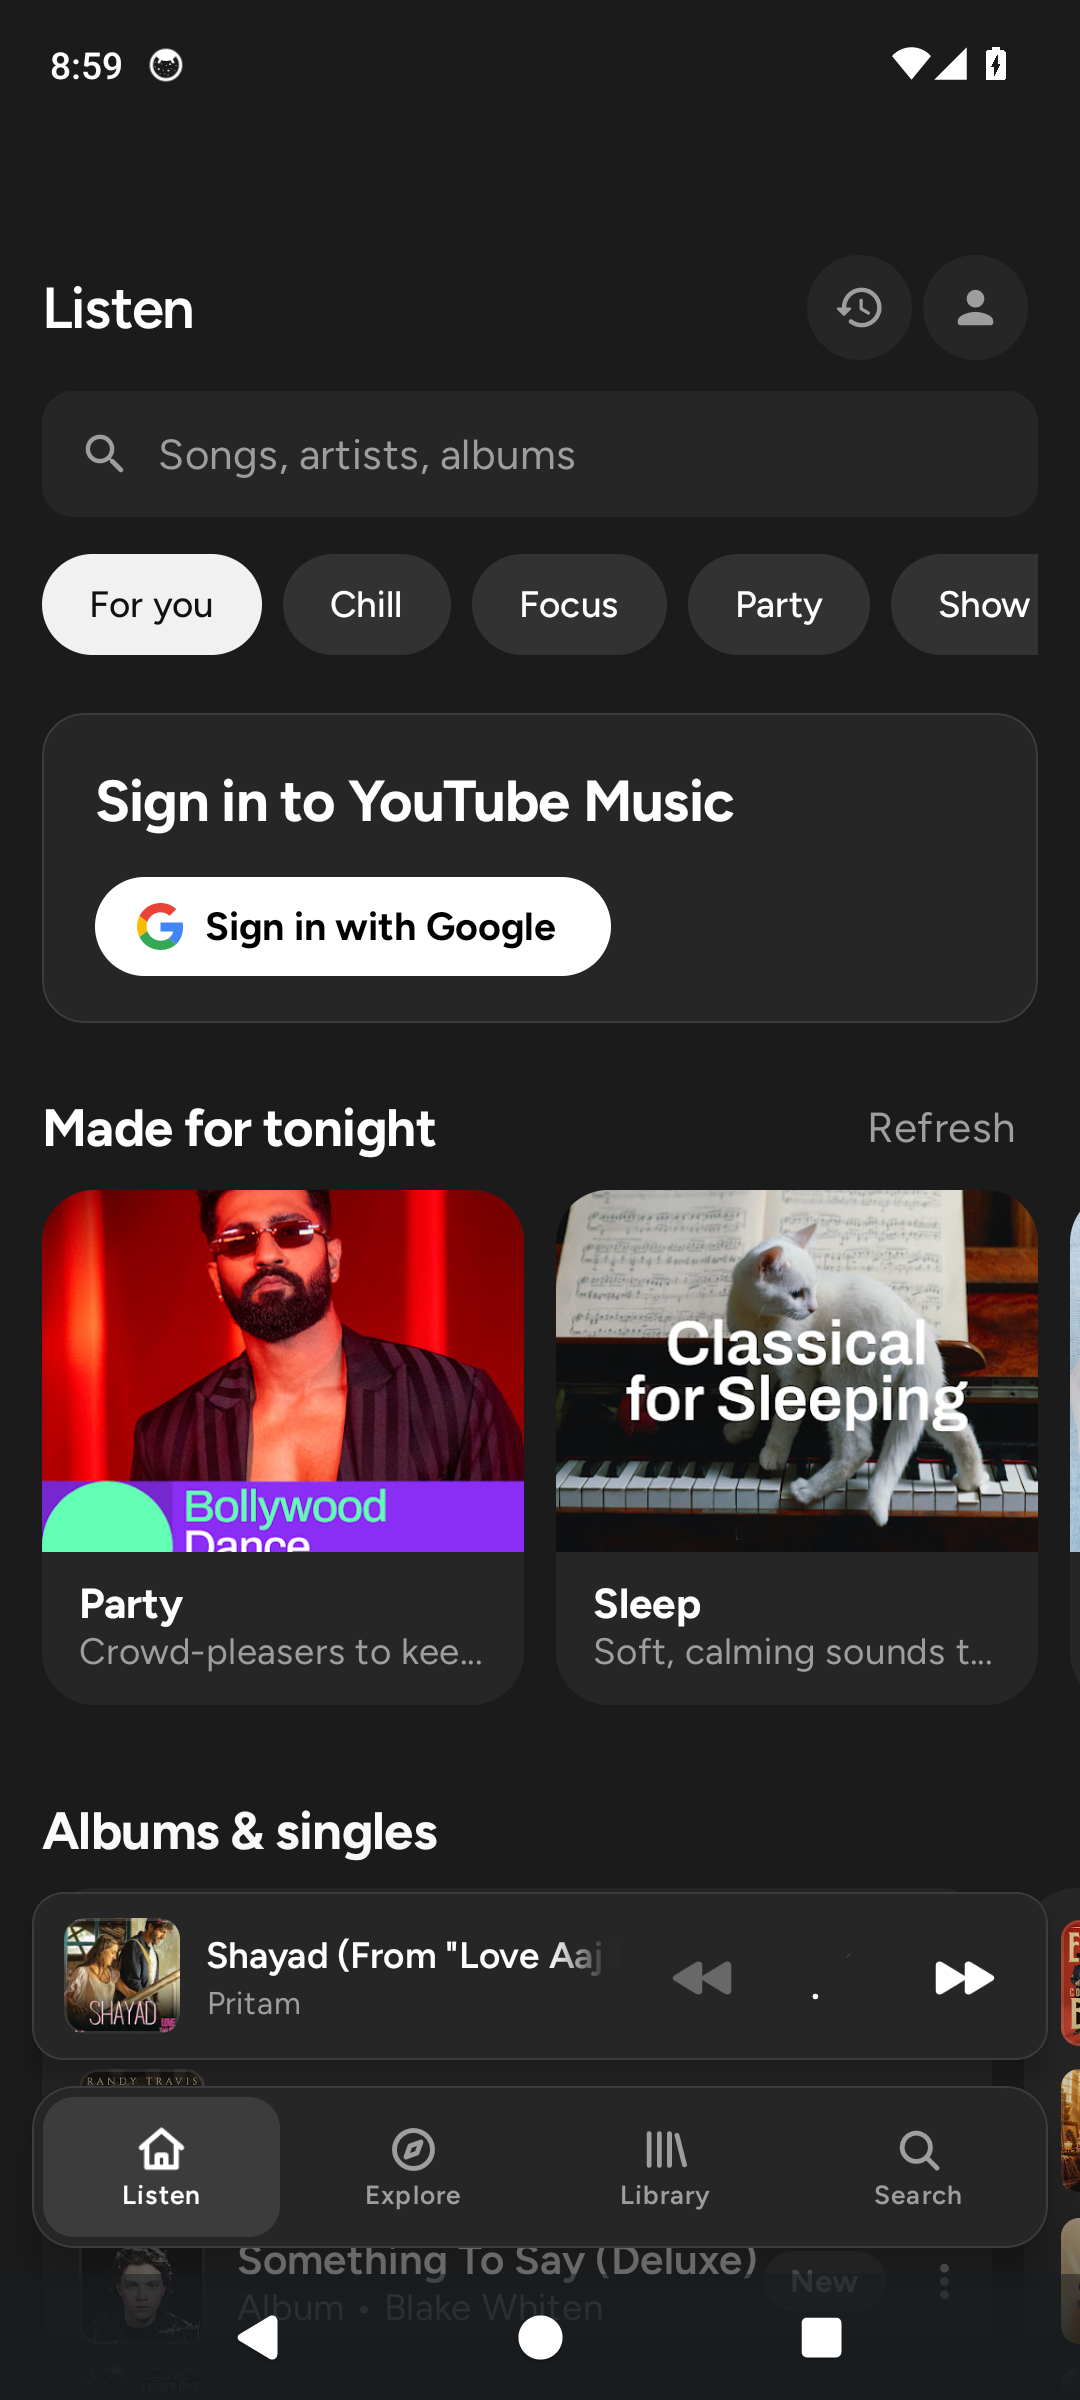 8:59
Listen
Songs, artists, albums
For you
Chill
Focus
Party
Show
Sign in to YouTube Music
Sign in with Google
Made for tonight
Refresh
Classical
for Sleeping
Bollywood
Dance
Party
Crowd-pleasers to kee...
Sleep
Soft, calming sounds t...
Albums & singles
SHAYAD
Shayad (From "Love Aaj
Pritam
RANDY TRAVIS
Listen
Explore
Library
Search
Something To Say (Deluxe)
New
Album • Blake Whiten